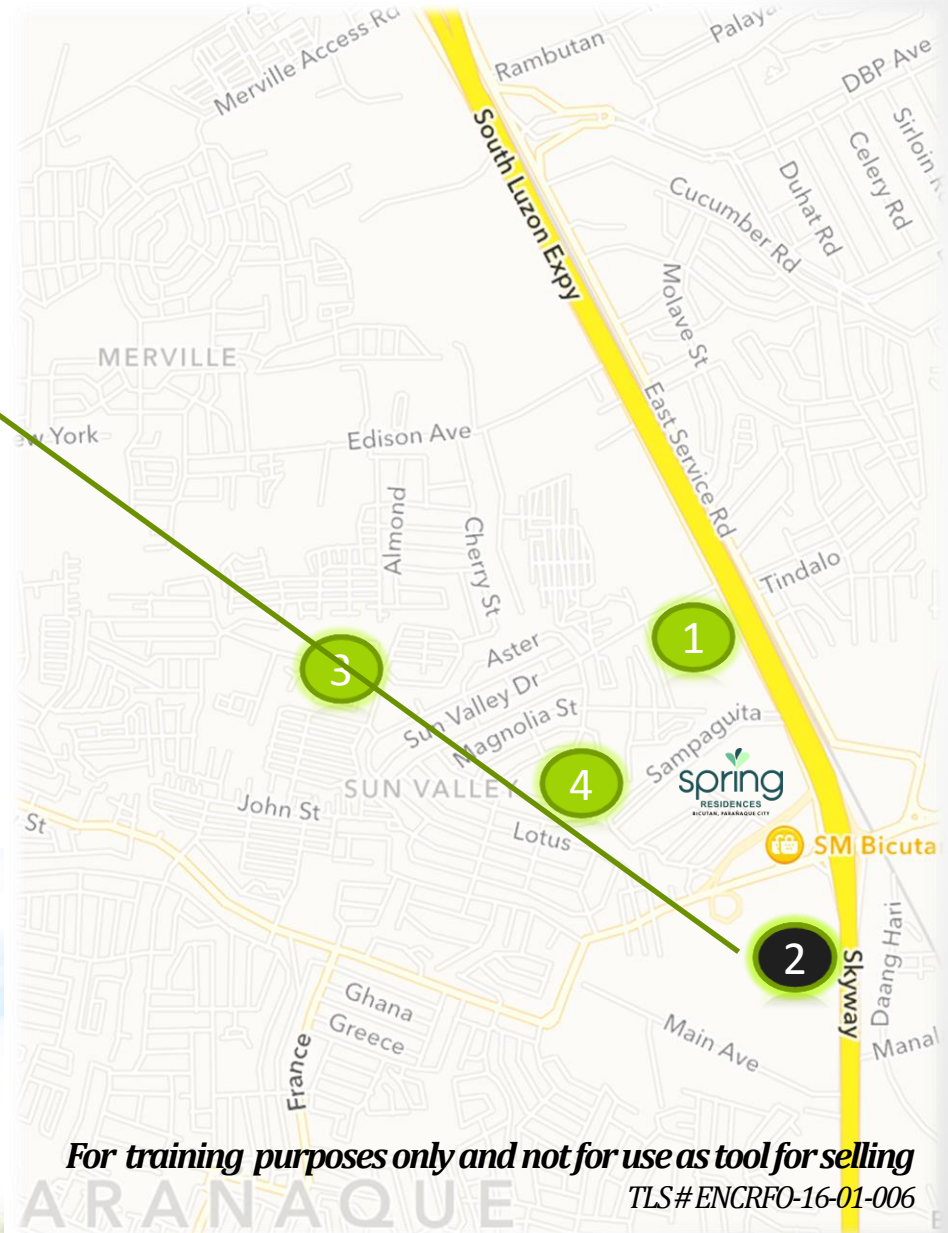 Merville Access Rd
Rambutan
Palaya
DBP Ave
Sirloin
Celery Rd
Duhat Rd
Cucumber Rd
South Luzon Expy
Molave St
MERVILLE
East Service Rd
ew York
Edison Ave
Almond
Cherry St
Tindalo
1
3
Aster
Sun Valley Dr
Magnolia St
Sampaguita
4
spring
RESIDENCES
BICUTAN, PARAÑAQUE CITY
SUN VALLEY
John St
St
Lotus
SM Bicuta
2
Skyway
Daang Hari
Ghana
Greece
Main Ave
Manal
France
For training purposes only and not for use as tool for selling
TLS # ENCRFO-16-01-006
ARANAQUE